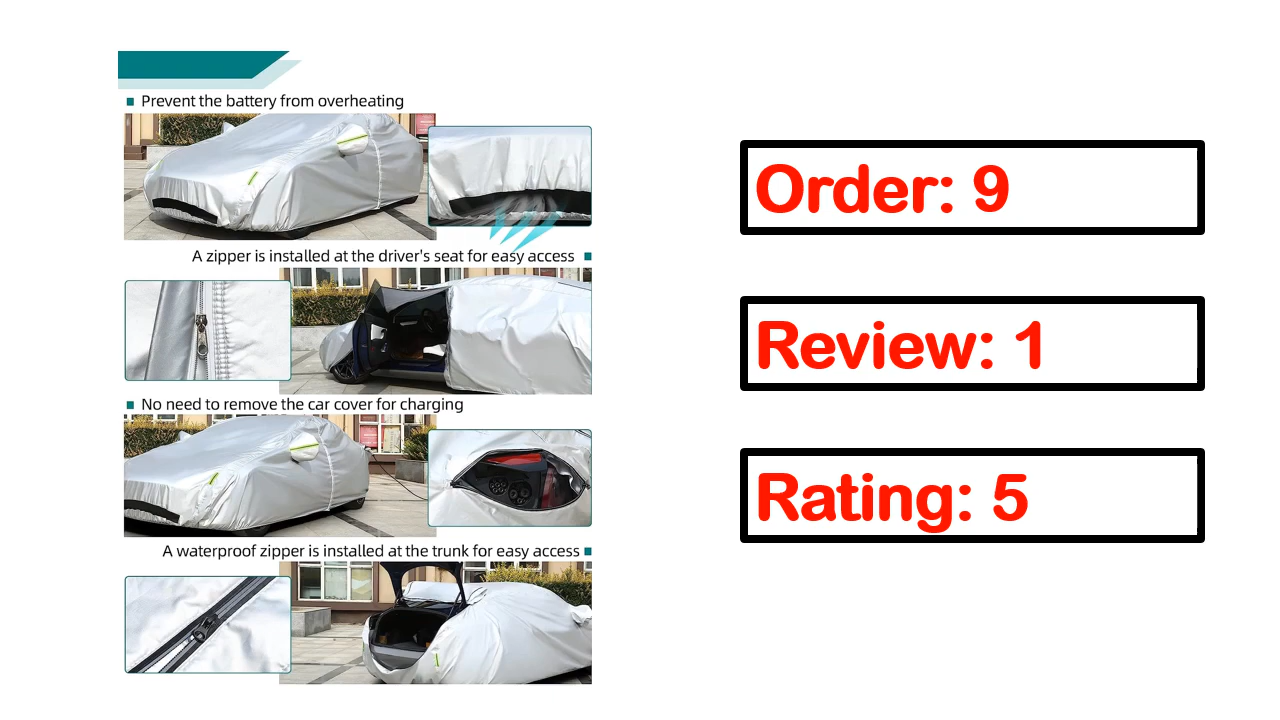 Prevent the battery from overheating
A zipper is installed at the driver's seat for easy access
No need to remove the car cover for charging
A waterproof zipper is installed at the trunk for easy access
Order: 9
Review: 1
Rating: 5